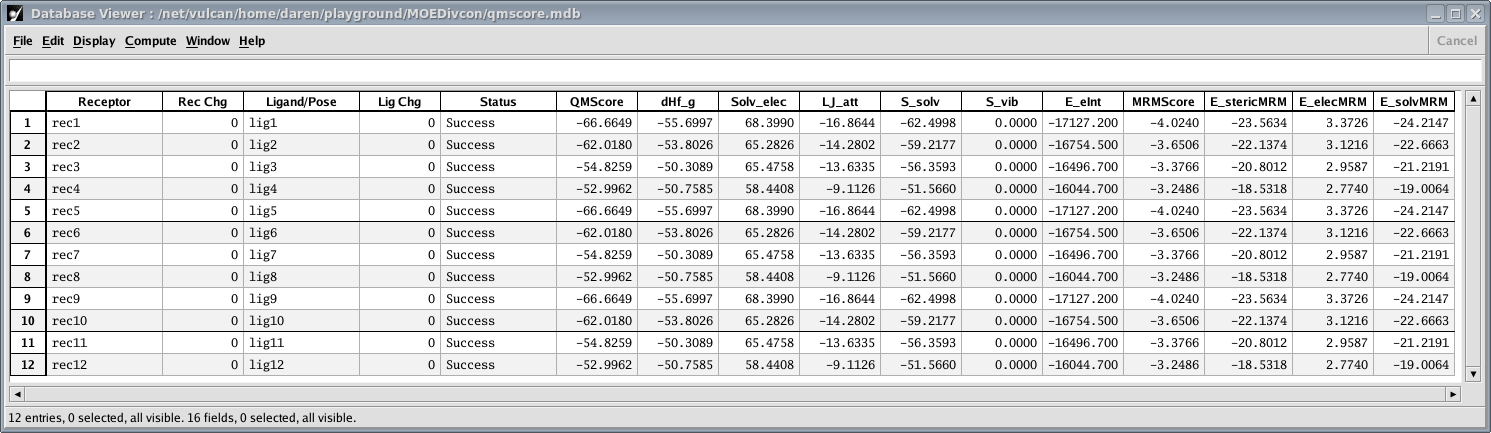 Database Viewer : /net/vulcan/home/daren/playground/MOEDivcon/qmscore.mdb
File Edit Display Compute Window Help Cancel
Receptor Rec Chg Ligand/Pose Lig Chg Status QMScore dHf_g Solv_elec LJ_att S_solv S_vib E_eInt MRMScore E_stericMRM E_elecMRM E_solvMRM
1 rec1 0 lig1 0 Success -66.6649 -55.6997 68.3990 -16.8644 -62.4998 0.0000 -17127.200 -4.0240 -23.5634 3.3726 -24.2147
2 rec2 0 lig2 0 Success -62.0180 -53.8026 65.2826 -14.2802 -59.2177 0.0000 -16754.500 -3.6506 -22.1374 3.1216 -22.6663
3 rec3 0 lig3 0 Success -54.8259 -50.3089 65.4758 -13.6335 -56.3593 0.0000 -16496.700 -3.3766 -20.8012 2.9587 -21.2191
4 rec4 0 lig4 0 Success -52.9962 -50.7585 58.4408 -9.1126 -51.5660 0.0000 -16044.700 -3.2486 -18.5318 2.7740 -19.0064
5 rec5 0 lig5 0 Success -66.6649 -55.6997 68.3990 -16.8644 -62.4998 0.0000 -17127.200 -4.0240 -23.5634 3.3726 -24.2147
6 rec6 0 lig6 0 Success -62.0180 -53.8026 65.2826 -14.2802 -59.2177 0.0000 -16754.500 -3.6506 -22.1374 3.1216 -22.6663
7 rec7 0 lig7 0 Success -54.8259 -50.3089 65.4758 -13.6335 -56.3593 0.0000 -16496.700 -3.3766 -20.8012 2.9587 -21.2191
8 rec8 0 lig8 0 Success -52.9962 -50.7585 58.4408 -9.1126 -51.5660 0.0000 -16044.700 -3.2486 -18.5318 2.7740 -19.0064
9 rec9 0 lig9 0 Success -66.6649 -55.6997 68.3990 -16.8644 -62.4998 0.0000 -17127.200 -4.0240 -23.5634 3.3726 -24.2147
10 rec10 0 lig10 0 Success -62.0180 -53.8026 65.2826 -14.2802 -59.2177 0.0000 -16754.500 -3.6506 -22.1374 3.1216 -22.6663
11 rec11 0 lig11 0 Success -54.8259 -50.3089 65.4758 -13.6335 -56.3593 0.0000 -16496.700 -3.3766 -20.8012 2.9587 -21.2191
12 rec12 0 lig12 0 Success -52.9962 -50.7585 58.4408 -9.1126 -51.5660 0.0000 -16044.700 -3.2486 -18.5318 2.7740 -19.0064
12 entries, 0 selected, all visible. 16 fields, 0 selected, all visible.